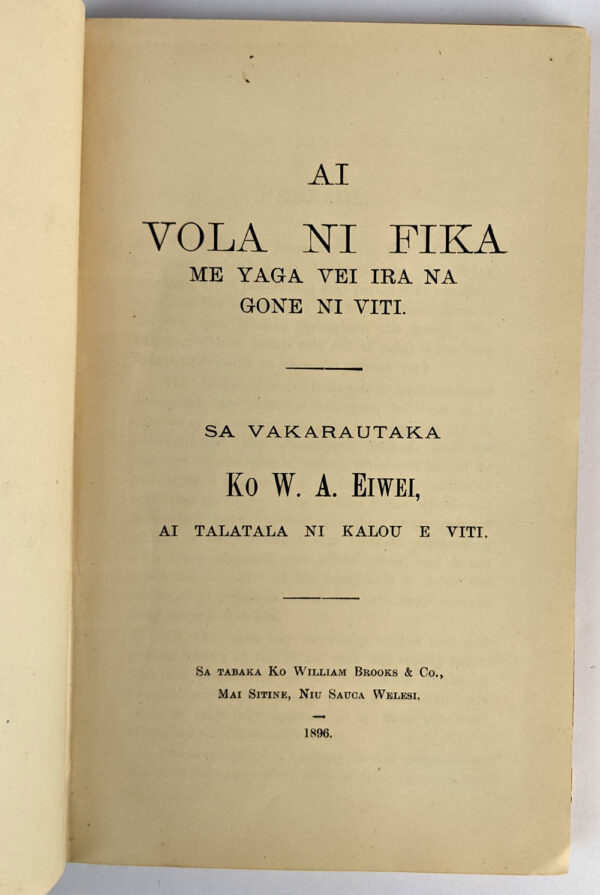 AI
VOLA NI FIKA
ME YAGA VEI IRA NA
GONE NI VITI.
SA VAKARAUTAKA
KO W. A. EIWEI,
AI TALATALA NI KALOU E VITI.
SA TABAKA KO WILLIAM BROOKS & CO.,
MAI SITINE, NIU SAUCA WELESI.
1896.